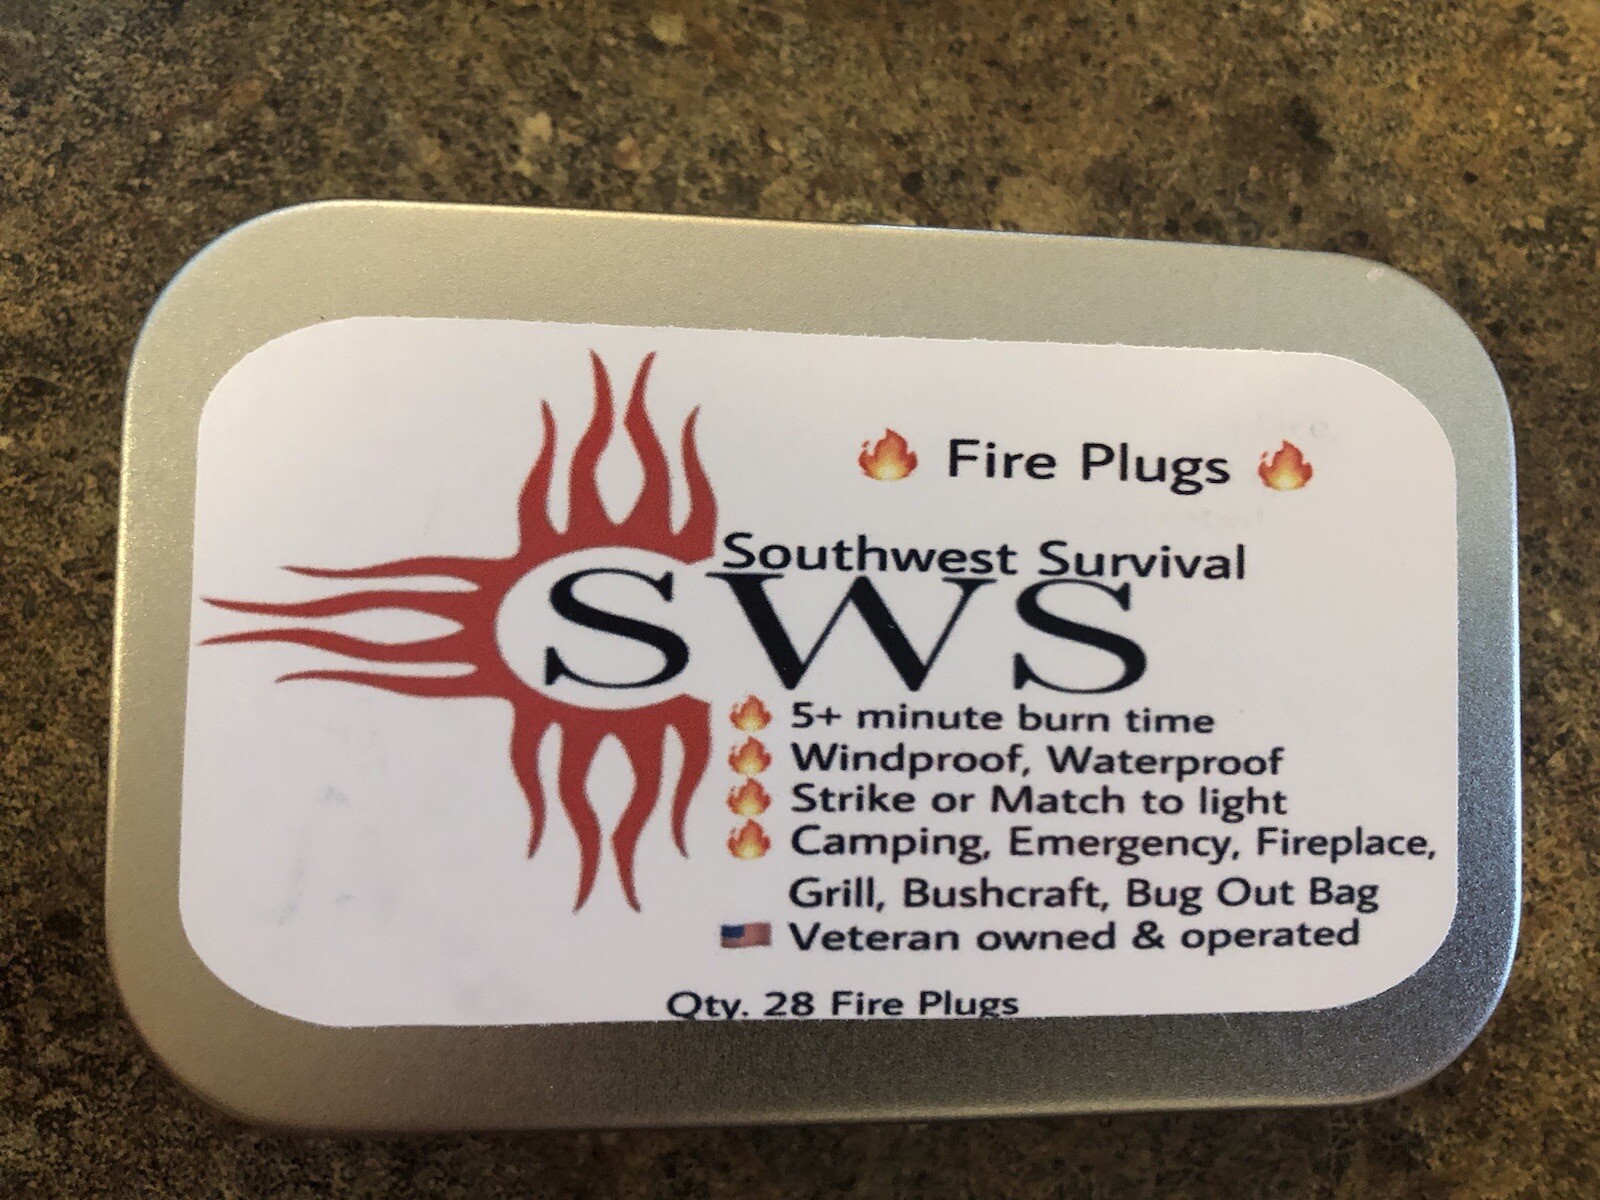 🔥 Fire Plugs 🔥
Southwest Survival
SWS
🔥 5+ minute burn time
🔥 Windproof, Waterproof
🔥 Strike or Match to light
🔥 Camping, Emergency, Fireplace,
Grill, Bushcraft, Bug Out Bag
🇺🇸 Veteran owned & operated
Qty. 28 Fire Plugs